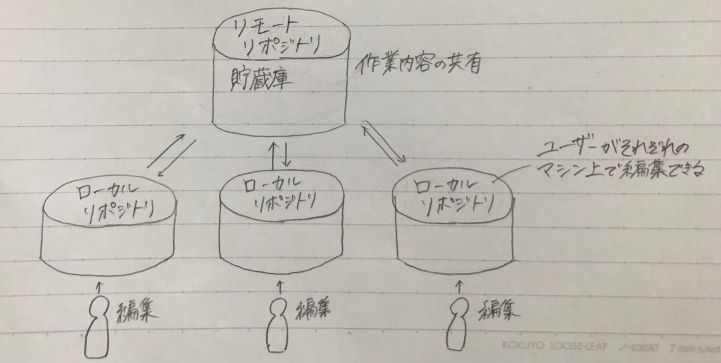 リモート
リポジトリ
貯蔵庫
作業内容の共有
ユーザーがそれぞれの
マシン上で編集できる
ローカル
リポジトリ
ローカル
リポジトリ
ローカル
リポジトリ
編集
編集
編集
KOKUYO LOOSE-LEAF ノ-836AT 7 mm ruled